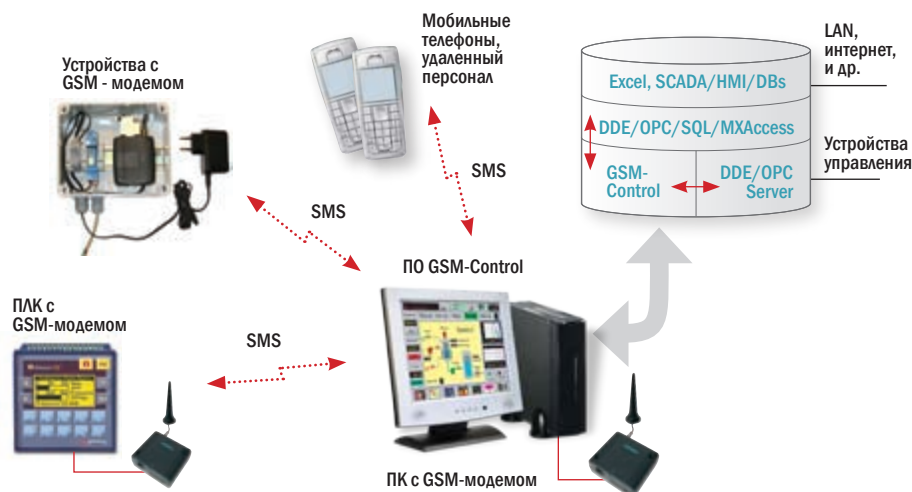 Мобильные
телефоны,
удаленный
персонал
Устройства с
GSM - модемом
LAN,
интернет,
и др.
Excel, SCADA/HMI/DBs
DDE/OPC/SQL/MXAccess
GSM-
Control
DDE/OPC
Server
Устройства
управления
SMS
SMS
ПО GSM-Control
ПЛК с
GSM-модемом
SMS
ПК с GSM-модемом